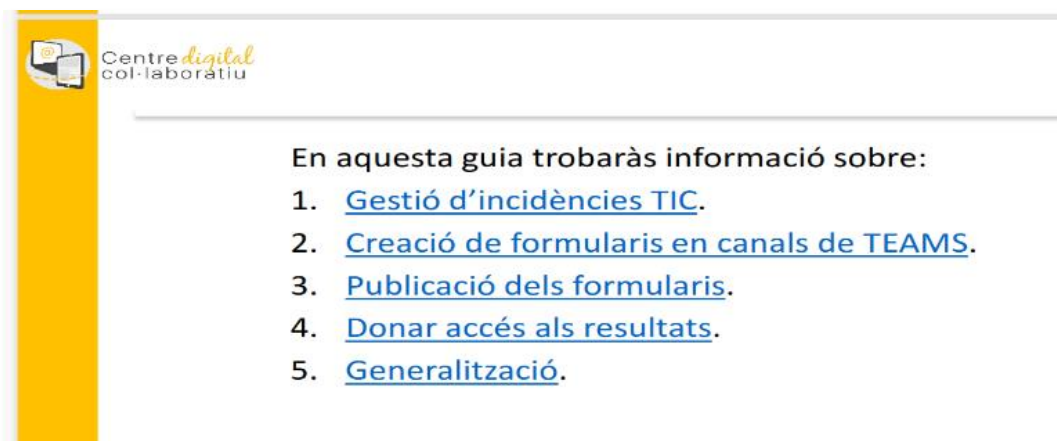 Centre digital
col·laboratiu
En aquesta guia trobaràs informació sobre:
1. Gestió d’incidències TIC.
2. Creació de formularis en canals de TEAMS.
3. Publicació dels formularis.
4. Donar accés als resultats.
5. Generalització.